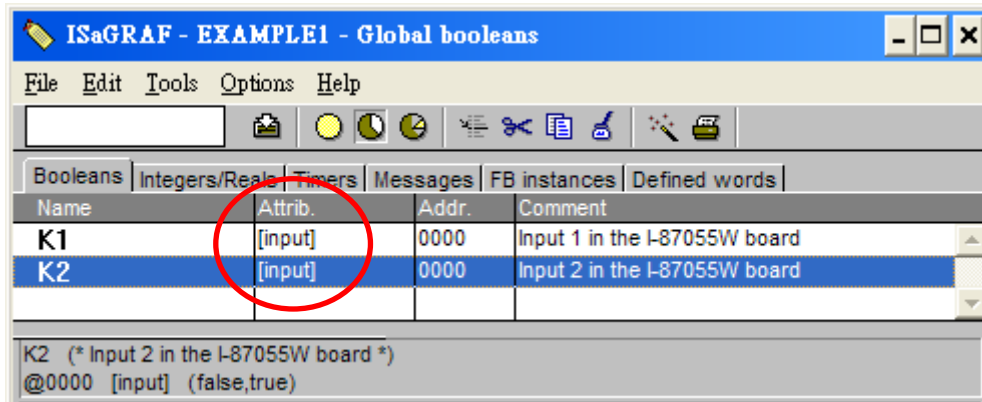 ISaGRAF - EXAMPLE1 - Global booleans
File Edit Tools Options Help
Booleans Integers/Reals Timers Messages FB instances Defined words
Name Attrib. Addr. Comment
K1 [input] 0000 Input 1 in the I-87055W board
K2 [input] 0000 Input 2 in the I-87055W board
K2 (* Input 2 in the I-87055W board *)
@0000 [input] (false,true)